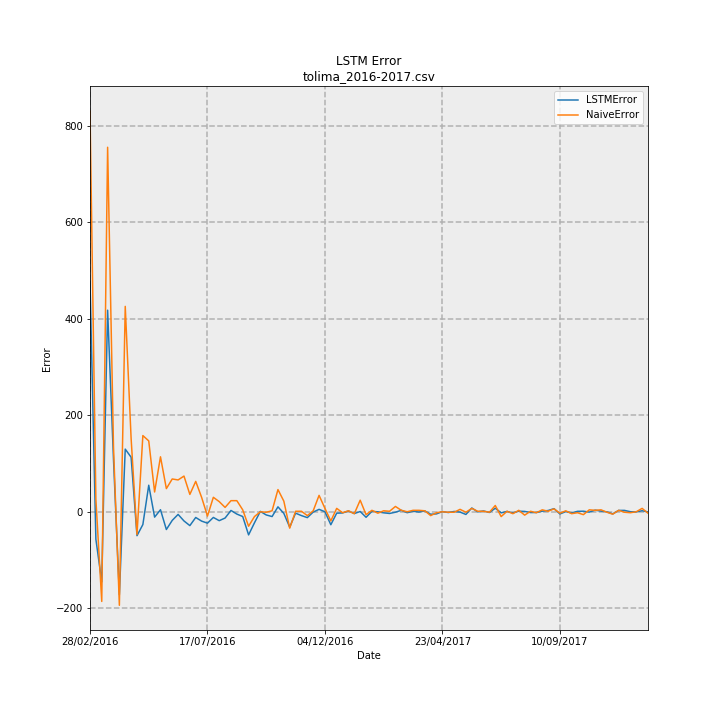 LSTM Error
tolima_2016-2017.csv
LSTMError
NaiveError
800
600
400
200
0
−200
Error
28/02/2016
17/07/2016
04/12/2016
23/04/2017
10/09/2017
Date